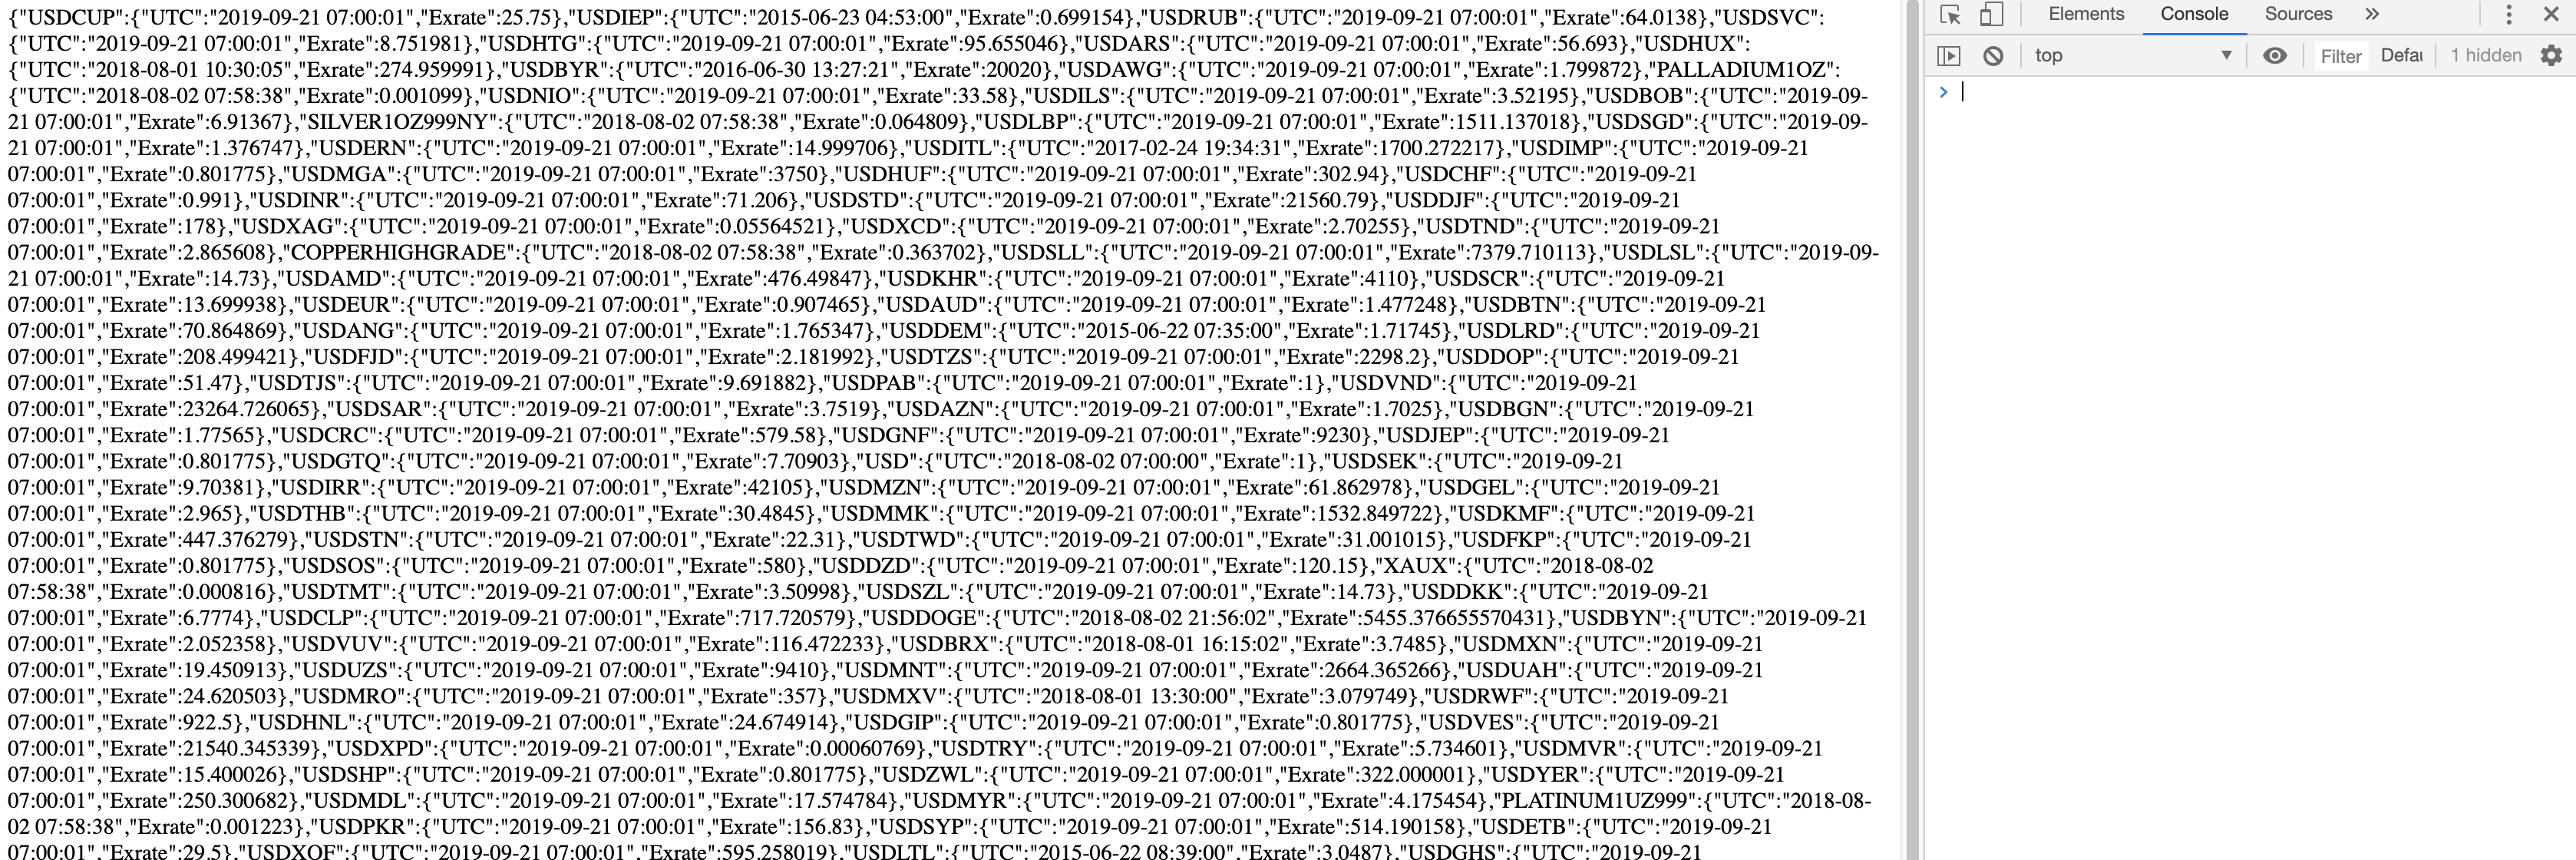 {"USDCUP":{"UTC":"2019-09-21 07:00:01","Exrate":25.75},"USDIEP":{"UTC":"2015-06-23 04:53:00","Exrate":0.699154},"USDRUB":{"UTC":"2019-09-21 07:00:01","Exrate":64.0138},"USDSVC":
{"UTC":"2019-09-21 07:00:01","Exrate":8.751981},"USDHTG":{"UTC":"2019-09-21 07:00:01","Exrate":95.655046},"USDARS":{"UTC":"2019-09-21 07:00:01","Exrate":56.693},"USDHUX":
{"UTC":"2018-08-01 10:30:05","Exrate":274.959991},"USDBYR":{"UTC":"2016-06-30 13:27:21","Exrate":20020},"USDAWG":{"UTC":"2019-09-21 07:00:01","Exrate":1.799872},"PALLADIUM1OZ":
{"UTC":"2018-08-02 07:58:38","Exrate":0.001099},"USDNIO":{"UTC":"2019-09-21 07:00:01","Exrate":33.58},"USDILS":{"UTC":"2019-09-21 07:00:01","Exrate":3.52195},"USDBOB":{"UTC":"2019-09-
21 07:00:01","Exrate":6.91367},"SILVER1OZ999NY":{"UTC":"2018-08-02 07:58:38","Exrate":0.064809},"USDLBP":{"UTC":"2019-09-21 07:00:01","Exrate":1511.137018},"USDSGD":{"UTC":"2019-09-
21 07:00:01","Exrate":1.376747},"USDERN":{"UTC":"2019-09-21 07:00:01","Exrate":14.999706},"USDITL":{"UTC":"2017-02-24 19:34:31","Exrate":1700.272217},"USDIMP":{"UTC":"2019-09-21
07:00:01","Exrate":0.801775},"USDMGA":{"UTC":"2019-09-21 07:00:01","Exrate":3750},"USDHUF":{"UTC":"2019-09-21 07:00:01","Exrate":302.94},"USDCHF":{"UTC":"2019-09-21
07:00:01","Exrate":0.991},"USDINR":{"UTC":"2019-09-21 07:00:01","Exrate":71.206},"USDSTD":{"UTC":"2019-09-21 07:00:01","Exrate":21560.79},"USDDJF":{"UTC":"2019-09-21
07:00:01","Exrate":178},"USDXAG":{"UTC":"2019-09-21 07:00:01","Exrate":0.05564521},"USDXCD":{"UTC":"2019-09-21 07:00:01","Exrate":2.70255},"USDTND":{"UTC":"2019-09-21
07:00:01","Exrate":2.865608},"COPPERHIGHGRADE":{"UTC":"2018-08-02 07:58:38","Exrate":0.363702},"USDSLL":{"UTC":"2019-09-21 07:00:01","Exrate":7379.710113},"USDLSL":{"UTC":"2019-09-
21 07:00:01","Exrate":14.73},"USDAMD":{"UTC":"2019-09-21 07:00:01","Exrate":476.49847},"USDKHR":{"UTC":"2019-09-21 07:00:01","Exrate":4110},"USDSCR":{"UTC":"2019-09-21
07:00:01","Exrate":13.699938},"USDEUR":{"UTC":"2019-09-21 07:00:01","Exrate":0.907465},"USDAUD":{"UTC":"2019-09-21 07:00:01","Exrate":1.477248},"USDBTN":{"UTC":"2019-09-21
07:00:01","Exrate":70.864869},"USDANG":{"UTC":"2019-09-21 07:00:01","Exrate":1.765347},"USDDEM":{"UTC":"2015-06-22 07:35:00","Exrate":1.71745},"USDLRD":{"UTC":"2019-09-21
07:00:01","Exrate":208.499421},"USDFJD":{"UTC":"2019-09-21 07:00:01","Exrate":2.181992},"USDTZS":{"UTC":"2019-09-21 07:00:01","Exrate":2298.2},"USDDOP":{"UTC":"2019-09-21
07:00:01","Exrate":51.47},"USDTJS":{"UTC":"2019-09-21 07:00:01","Exrate":9.691882},"USDPAB":{"UTC":"2019-09-21 07:00:01","Exrate":1},"USDVND":{"UTC":"2019-09-21
07:00:01","Exrate":23264.726065},"USDSAR":{"UTC":"2019-09-21 07:00:01","Exrate":3.7519},"USDAZN":{"UTC":"2019-09-21 07:00:01","Exrate":1.7025},"USDBGN":{"UTC":"2019-09-21
07:00:01","Exrate":1.77565},"USDCRC":{"UTC":"2019-09-21 07:00:01","Exrate":579.58},"USDGNF":{"UTC":"2019-09-21 07:00:01","Exrate":9230},"USDJEP":{"UTC":"2019-09-21
07:00:01","Exrate":0.801775},"USDGTQ":{"UTC":"2019-09-21 07:00:01","Exrate":7.70903},"USD":{"UTC":"2018-08-02 07:00:00","Exrate":1},"USDSEK":{"UTC":"2019-09-21
07:00:01","Exrate":9.70381},"USDIRR":{"UTC":"2019-09-21 07:00:01","Exrate":42105},"USDMZN":{"UTC":"2019-09-21 07:00:01","Exrate":61.862978},"USDGEL":{"UTC":"2019-09-21
07:00:01","Exrate":2.965},"USDTHB":{"UTC":"2019-09-21 07:00:01","Exrate":30.4845},"USDMMK":{"UTC":"2019-09-21 07:00:01","Exrate":1532.849722},"USDKMF":{"UTC":"2019-09-21
07:00:01","Exrate":447.376279},"USDSTN":{"UTC":"2019-09-21 07:00:01","Exrate":22.31},"USDTWD":{"UTC":"2019-09-21 07:00:01","Exrate":31.001015},"USDFKP":{"UTC":"2019-09-21
07:00:01","Exrate":0.801775},"USDSOS":{"UTC":"2019-09-21 07:00:01","Exrate":580},"USDDZD":{"UTC":"2019-09-21 07:00:01","Exrate":120.15},"XAUX":{"UTC":"2018-08-02
07:58:38","Exrate":0.000816},"USDTMT":{"UTC":"2019-09-21 07:00:01","Exrate":3.50998},"USDSZL":{"UTC":"2019-09-21 07:00:01","Exrate":14.73},"USDDKK":{"UTC":"2019-09-21
07:00:01","Exrate":6.7774},"USDCLP":{"UTC":"2019-09-21 07:00:01","Exrate":717.720579},"USDDOGE":{"UTC":"2018-08-02 21:56:02","Exrate":5455.376655570431},"USDBYN":{"UTC":"2019-09-21
07:00:01","Exrate":2.052358},"USDVUV":{"UTC":"2019-09-21 07:00:01","Exrate":116.472233},"USDBRX":{"UTC":"2018-08-01 16:15:02","Exrate":3.7485},"USDMXN":{"UTC":"2019-09-21
07:00:01","Exrate":19.450913},"USDUZS":{"UTC":"2019-09-21 07:00:01","Exrate":9410},"USDMNT":{"UTC":"2019-09-21 07:00:01","Exrate":2664.365266},"USDUAH":{"UTC":"2019-09-21
07:00:01","Exrate":24.620503},"USDMRO":{"UTC":"2019-09-21 07:00:01","Exrate":357},"USDMXV":{"UTC":"2018-08-01 13:30:00","Exrate":3.079749},"USDRWF":{"UTC":"2019-09-21
07:00:01","Exrate":922.5},"USDHNL":{"UTC":"2019-09-21 07:00:01","Exrate":24.674914},"USDGIP":{"UTC":"2019-09-21 07:00:01","Exrate":0.801775},"USDVES":{"UTC":"2019-09-21
07:00:01","Exrate":21540.345339},"USDXPD":{"UTC":"2019-09-21 07:00:01","Exrate":0.00060769},"USDTRY":{"UTC":"2019-09-21 07:00:01","Exrate":5.734601},"USDMVR":{"UTC":"2019-09-21
07:00:01","Exrate":15.400026},"USDSHP":{"UTC":"2019-09-21 07:00:01","Exrate":0.801775},"USDZWL":{"UTC":"2019-09-21 07:00:01","Exrate":322.000001},"USDYER":{"UTC":"2019-09-21
07:00:01","Exrate":250.300682},"USDMDL":{"UTC":"2019-09-21 07:00:01","Exrate":17.574784},"USDMYR":{"UTC":"2019-09-21 07:00:01","Exrate":4.175454},"PLATINUM1UZ999":{"UTC":"2018-08-
02 07:58:38","Exrate":0.001223},"USDPKR":{"UTC":"2019-09-21 07:00:01","Exrate":156.83},"USDSYP":{"UTC":"2019-09-21 07:00:01","Exrate":514.190158},"USDETB":{"UTC":"2019-09-21
07:00:01","Exrate":29.5},"USDXOF":{"UTC":"2019-09-21 07:00:01","Exrate":595.258019},"USDLTL":{"UTC":"2015-06-22 08:39:00","Exrate":3.0487},"USDGHS":{"UTC":"2019-09-21
Elements Console Sources »
top Filter Defau 1 hidden